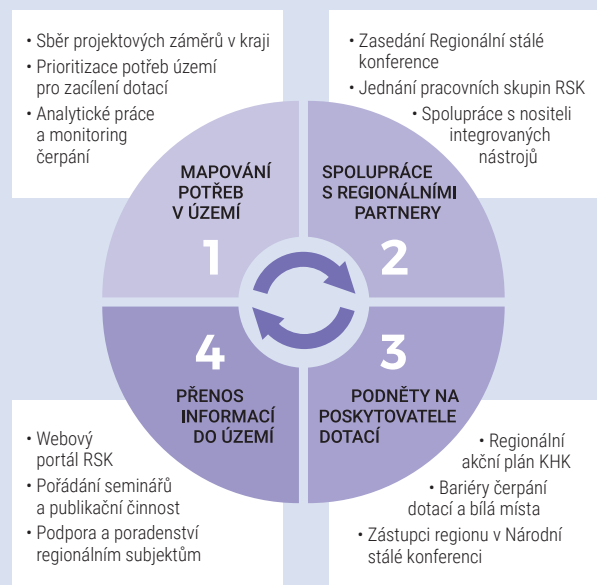 • Sběr projektových záměrů v kraji
• Prioritizace potřeb území
pro zacílení dotací
• Analytické práce
a monitoring
čerpání
• Zasedání Regionální stálé
konference
• Jednání pracovních skupin RSK
• Spolupráce s nositeli
integrovaných
nástrojů
MAPOVÁNÍ
POTŘEB
V ÚZEMÍ
1
SPOLUPRÁCE
S REGIONÁLNÍMI
PARTNERY
2
4
PŘENOS
INFORMACÍ
DO ÚZEMÍ
3
PODNĚTY NA
POSKYTOVATELE
DOTACÍ
• Webový
portál RSK
• Pořádání seminářů
a publikační činnost
• Podpora a poradenství
regionálním subjektům
• Regionální
akční plán KHK
• Bariéry čerpání
dotací a bílá místa
• Zástupci regionu v Národní
stálé konferenci